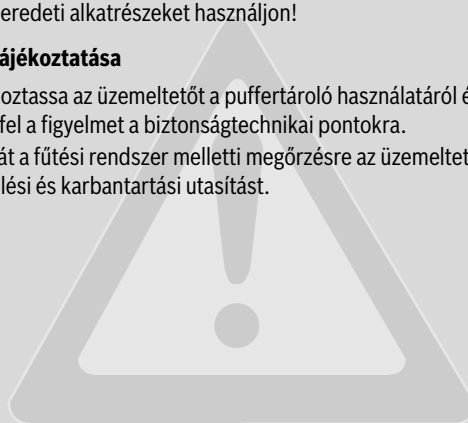 eredeti alkatrészeket használjon!
ájékoztatása
oztassa az üzemeltetőt a puffertároló használatáról é
fel a figyelmet a biztonságtechnikai pontokra.
át a fűtési rendszer melletti megőrzésre az üzemeltet
lési és karbantartási utasítást.